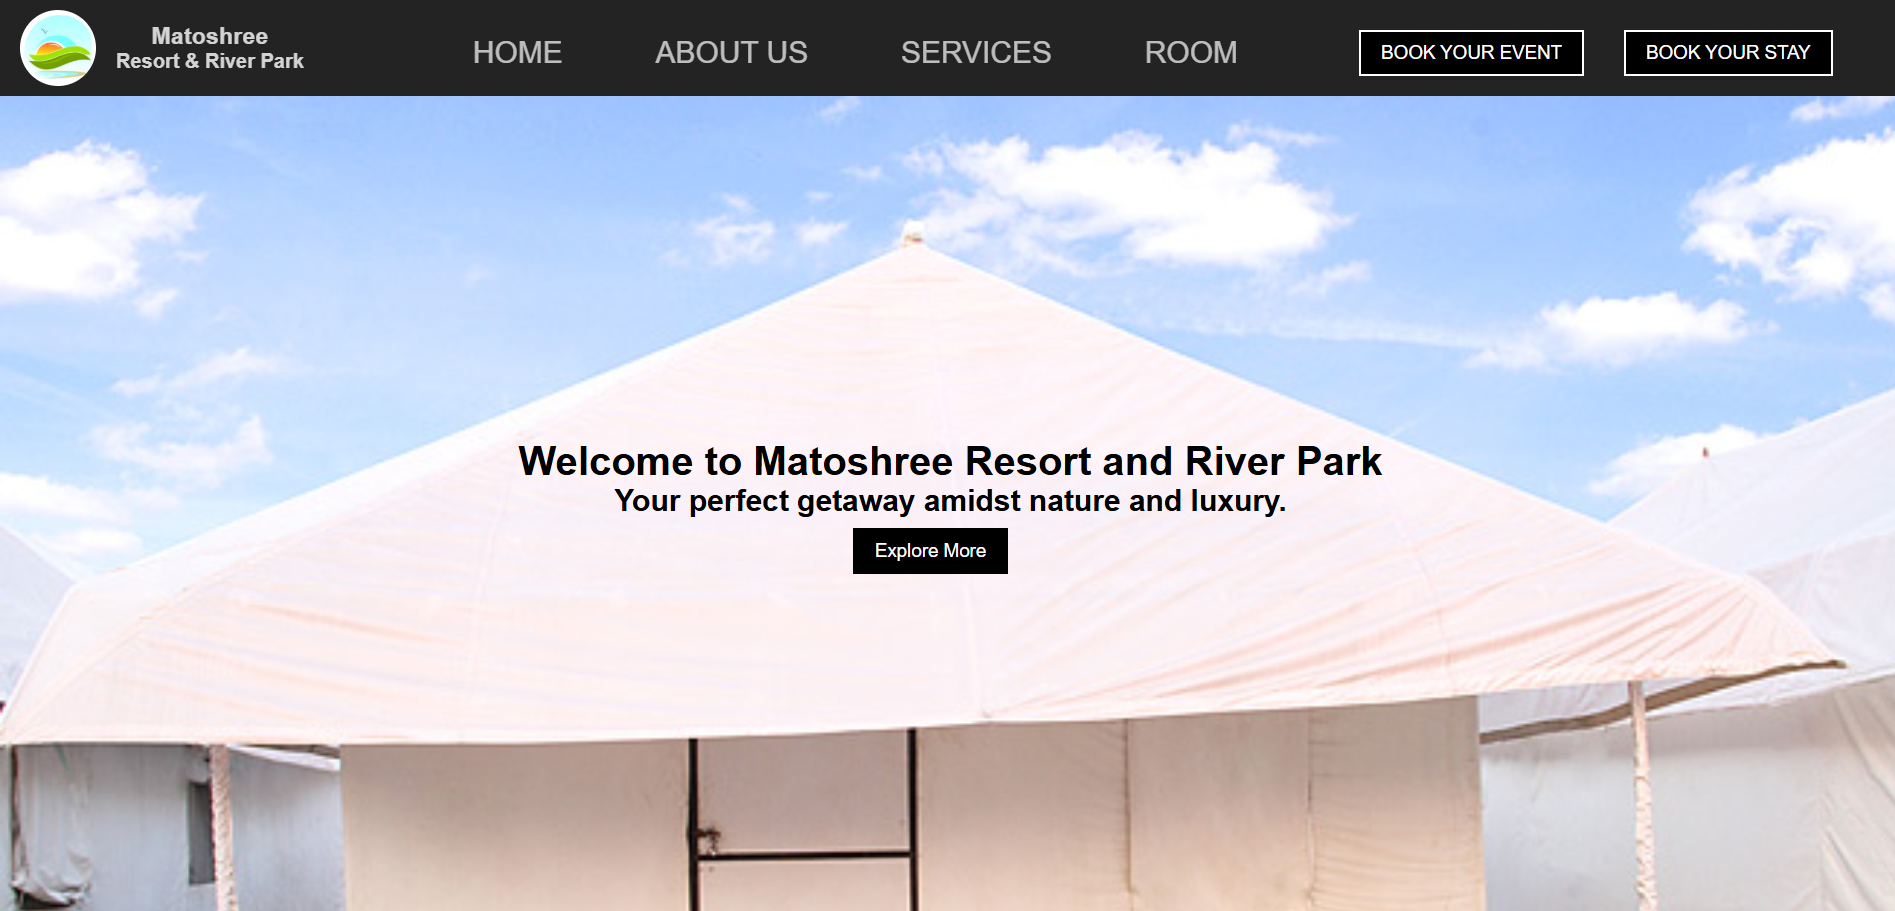 Matoshree
Resort & River Park
HOME
ABOUT US
SERVICES
ROOM
BOOK YOUR EVENT
BOOK YOUR STAY
Welcome to Matoshree Resort and River Park
Your perfect getaway amidst nature and luxury.
Explore More